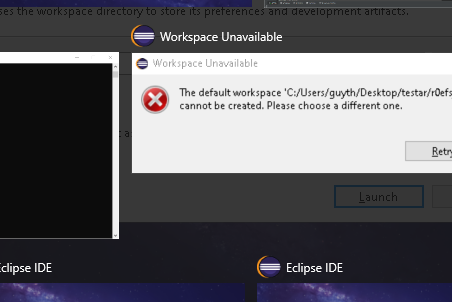 ses the workspace directory to store its preferences and development artifacts.
Workspace Unavailable
Workspace Unavailable
The default workspace 'C:/Users/guyth/Desktop/testar/r0efs
cannot be created. Please choose a different one.
Retry
Launch
Eclipse IDE
Eclipse IDE